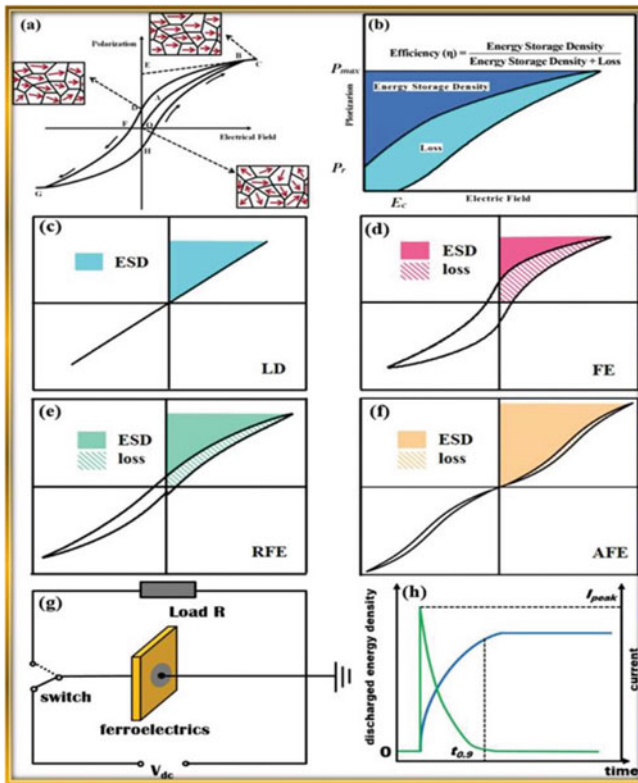 (a)
Polarization
E
B
C
D
A
F
O
Electrical Field
H
G
(b)
Efficiency (η) = Energy Storage Density
Energy Storage Density + Loss
Pmax
Energy Storage Density
Plorization
Loss
Pr
Ec
Electric Field
(c)
ESD
LD
(d)
ESD
loss
FE
(e)
ESD
loss
RFE
(f)
ESD
loss
AFE
(g)
Load R
switch
ferroelectrics
Vdc
(h)
Ipeak
discharged energy density
current
0
t0.9
time